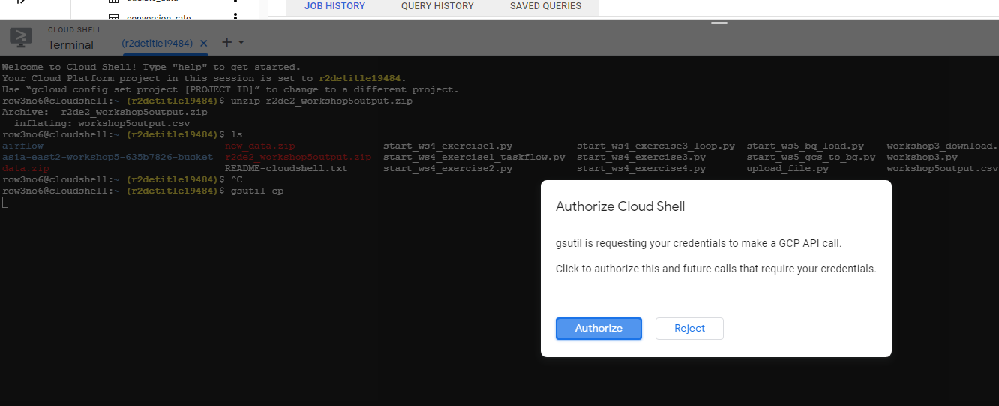 JOB HISTORY QUERY HISTORY SAVED QUERIES
conversion_rate
CLOUD SHELL
Terminal (r2detitle19484)
Welcome to Cloud Shell! Type "help" to get started.
Your Cloud Platform project in this session is set to r2detitle19484.
Use “gcloud config set project [PROJECT_ID]” to change to a different project.
row3no6@cloudshell:~ (r2detitle19484)$ unzip r2de2_workshop5output.zip
Archive:  r2de2_workshop5output.zip
  inflating: workshop5output.csv
row3no6@cloudshell:~ (r2detitle19484)$ ls
airflow new_data.zip start_ws4_exercise1.py start_ws4_exercise3_loop.py start_ws5_bq_load.py workshop3_download.
asia-east2-workshop5-635b7826-bucket r2de2_workshop5output.zip start_ws4_exercise1_taskflow.py start_ws4_exercise3.py start_ws5_gcs_to_bq.py workshop3.py
data.zip README-cloudshell.txt start_ws4_exercise2.py start_ws4_exercise4.py upload_file.py workshop5output.csv
row3no6@cloudshell:~ (r2detitle19484)$ ^C
row3no6@cloudshell:~ (r2detitle19484)$ gsutil cp
Authorize Cloud Shell
gsutil is requesting your credentials to make a GCP API call.
Click to authorize this and future calls that require your credentials.
Authorize Reject